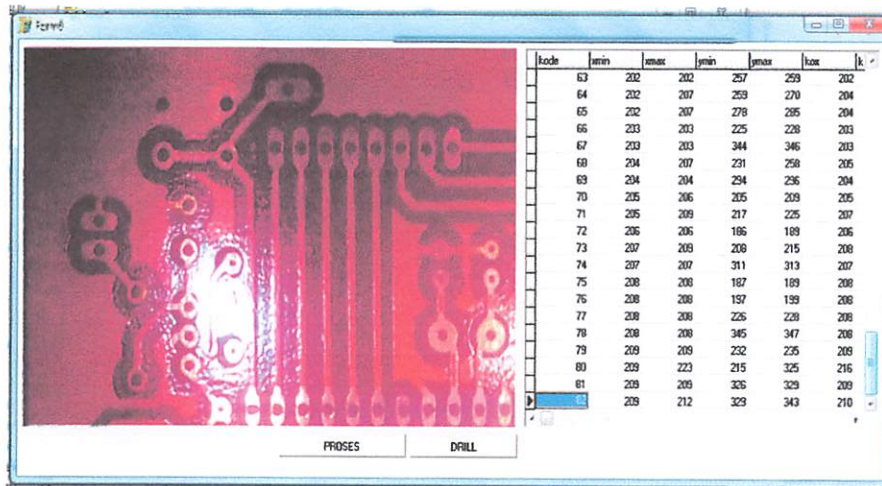 kode xmin xmax ymin ymax kox k
63 202 202 257 259 202
64 202 207 259 270 204
65 202 207 278 285 204
66 203 203 225 228 203
67 203 203 344 346 203
68 204 207 231 258 205
69 204 204 294 296 204
70 205 206 205 209 205
71 205 209 217 225 207
72 206 206 186 189 206
73 207 209 208 215 208
74 207 207 311 313 207
75 208 208 187 189 208
76 208 208 197 199 208
77 208 208 226 228 208
78 208 208 345 347 208
79 209 209 232 235 209
80 209 223 215 325 216
81 209 209 326 329 209
82 209 212 329 343 210
PROSES DRILL